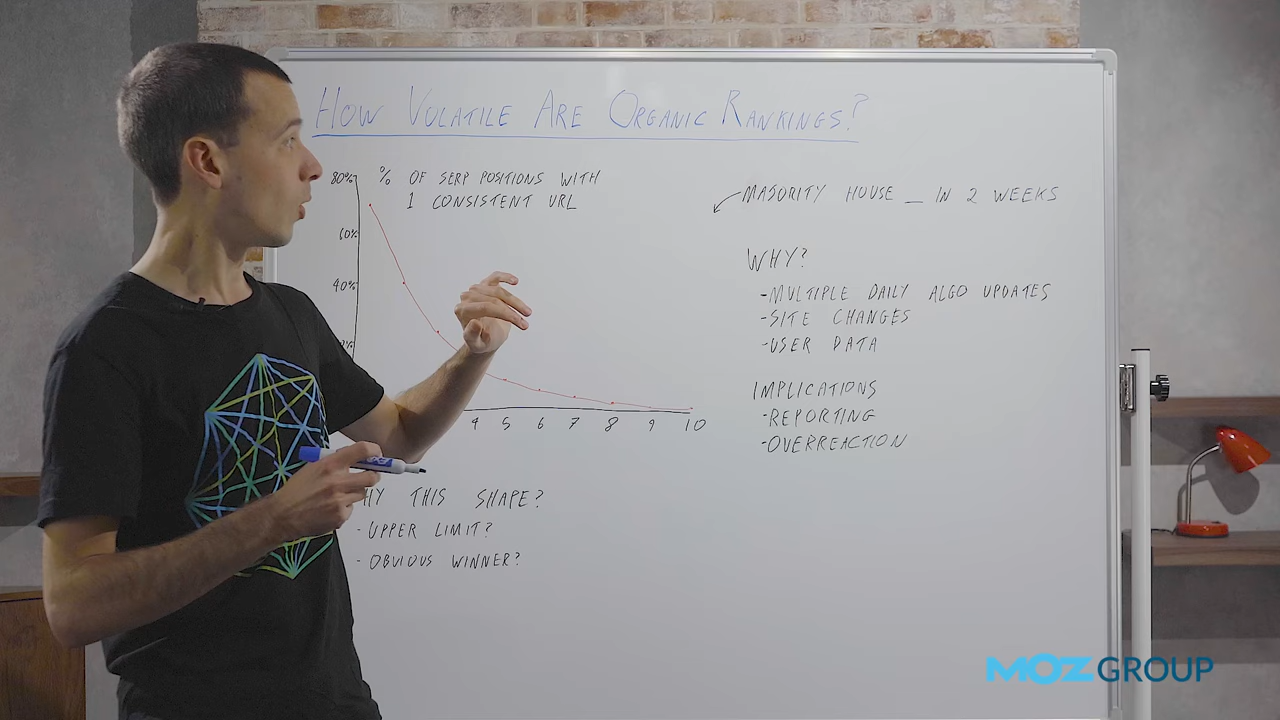 How Volatile Are Organic Rankings?
80%
% OF SERP POSITIONS WITH
1 CONSISTENT URL
60%
40%
4 5 6 7 8 9 10
MAJORITY HOUSE _ IN 2 WEEKS
WHY?
-MULTIPLE DAILY ALGO UPDATES
-SITE CHANGES
-USER DATA
IMPLICATIONS
-REPORTING
-OVERREACTION
HY THIS SHAPE?
- UPPER LIMIT?
- OBVIOUS WINNER?
MOZGROUP